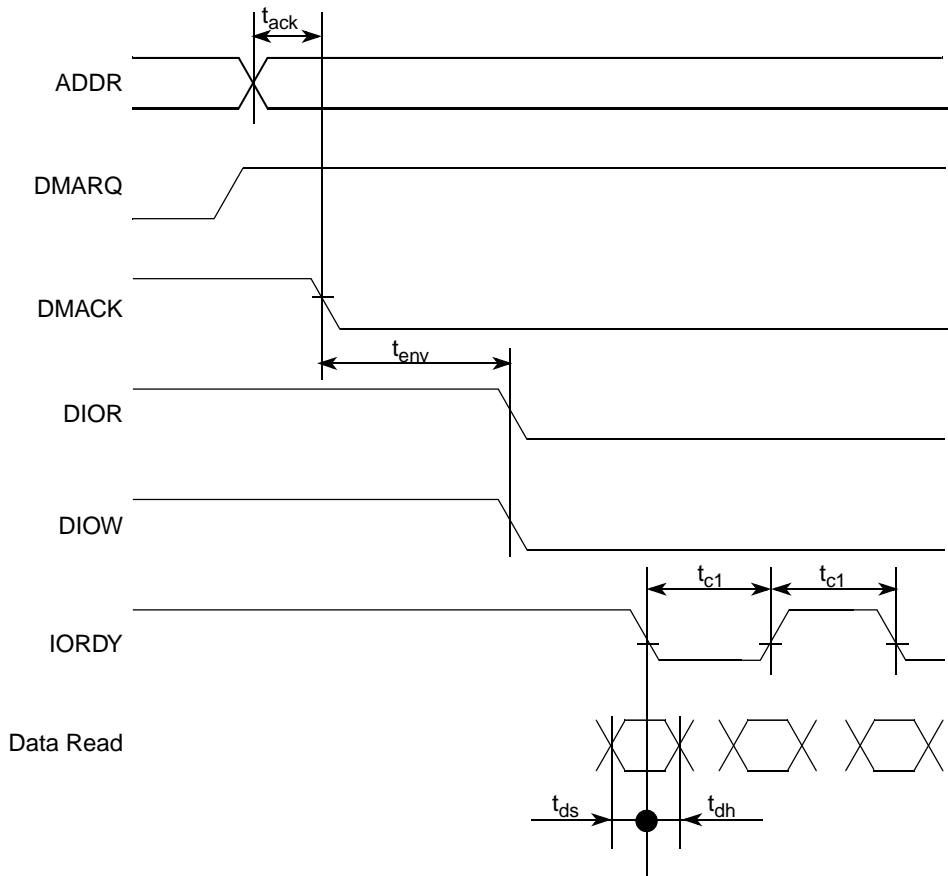 tack
ADDR
DMARQ
DMACK
tenv
DIOR
DIOW
tc1 tc1
IORDY
Data Read
tds tdh